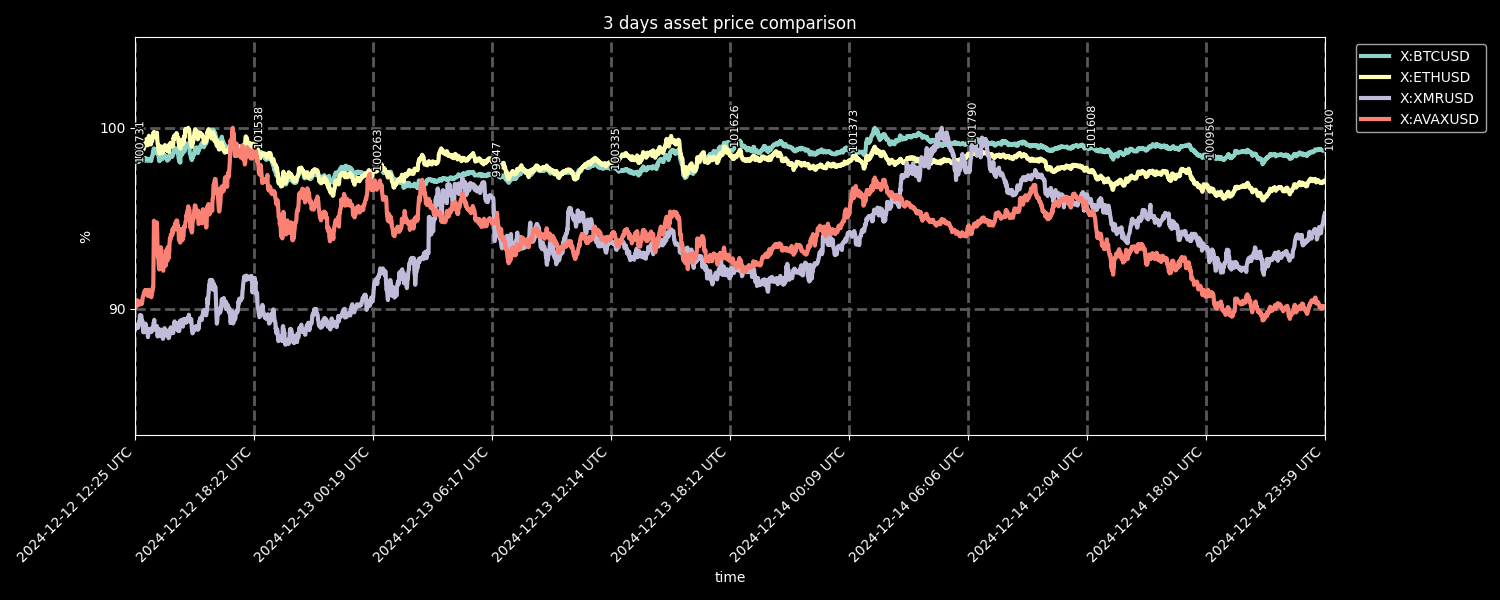 3 days asset price comparison
X:BTCUSD
X:ETHUSD
X:XMRUSD
X:AVAXUSD
%
100
90
100731
101538
100263
99947
100335
101626
101373
101790
101608
100950
101400
2024-12-12 12:25 UTC
2024-12-12 18:22 UTC
2024-12-13 00:19 UTC
2024-12-13 06:17 UTC
2024-12-13 12:14 UTC
2024-12-13 18:12 UTC
2024-12-14 00:09 UTC
2024-12-14 06:06 UTC
2024-12-14 12:04 UTC
2024-12-14 18:01 UTC
2024-12-14 23:59 UTC
time